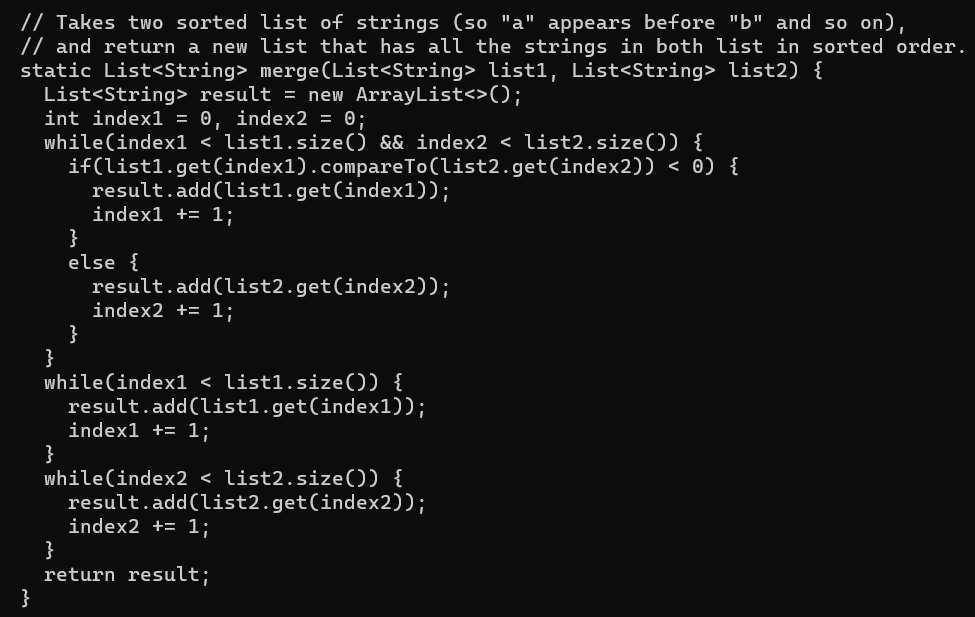 // Takes two sorted list of strings (so "a" appears before "b" and so on),
// and return a new list that has all the strings in both list in sorted order.
static List<String> merge(List<String> list1, List<String> list2) {
  List<String> result = new ArrayList<>();
  int index1 = 0, index2 = 0;
  while(index1 < list1.size() && index2 < list2.size()) {
    if(list1.get(index1).compareTo(list2.get(index2)) < 0) {
      result.add(list1.get(index1));
      index1 += 1;
    }
    else {
      result.add(list2.get(index2));
      index2 += 1;
    }
  }
  while(index1 < list1.size()) {
    result.add(list1.get(index1));
    index1 += 1;
  }
  while(index2 < list2.size()) {
    result.add(list2.get(index2));
    index2 += 1;
  }
  return result;
}